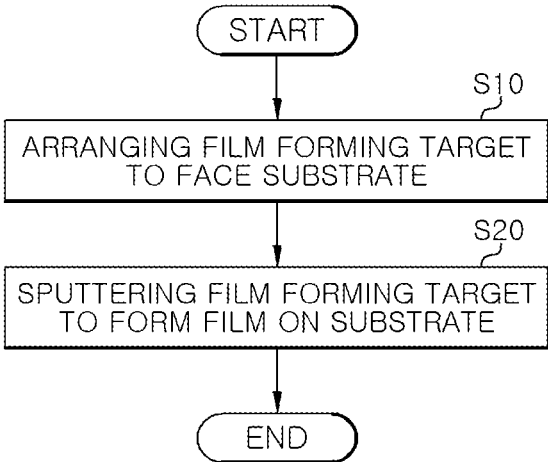 START
S10
ARRANGING FILM FORMING TARGET
TO FACE SUBSTRATE
S20
SPUTTERING FILM FORMING TARGET
TO FORM FILM ON SUBSTRATE
END